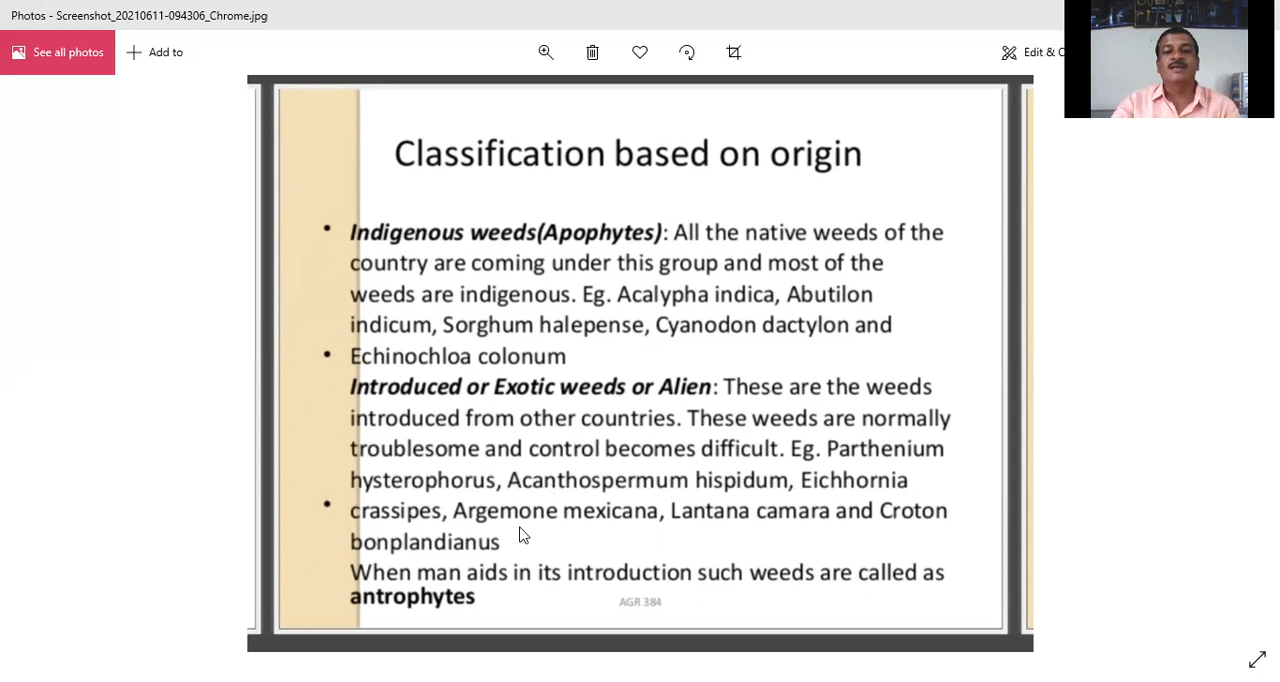 Photos - Screenshot_20210611-094306_Chrome.jpg
See all photos
Add to
Edit & C
Classification based on origin
• Indigenous weeds(Apophytes): All the native weeds of the
country are coming under this group and most of the
weeds are indigenous. Eg. Acalypha indica, Abutilon
indicum, Sorghum halepense, Cyanodon dactylon and
• Echinochloa colonum
Introduced or Exotic weeds or Alien: These are the weeds
introduced from other countries. These weeds are normally
troublesome and control becomes difficult. Eg. Parthenium
hysterophorus, Acanthospermum hispidum, Eichhornia
• crassipes, Argemone mexicana, Lantana camara and Croton
bonplandianus
When man aids in its introduction such weeds are called as
antrophytes
AGR 384